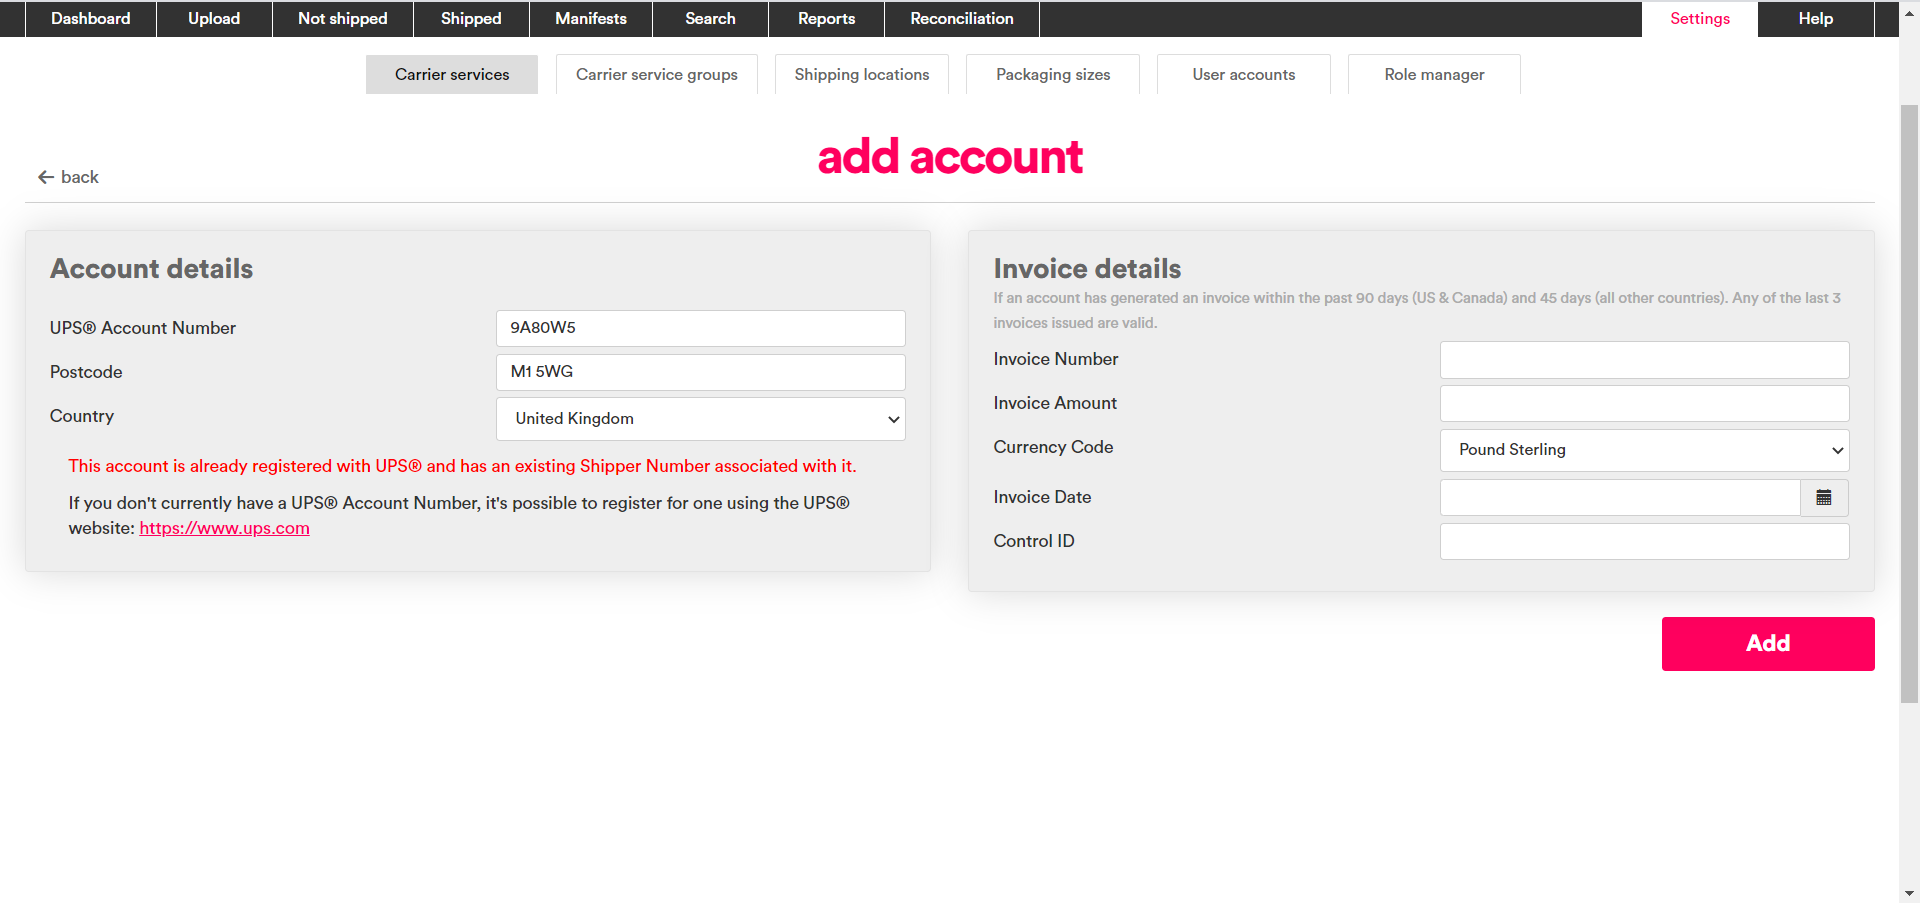 Dashboard Upload Not shipped Shipped Manifests Search Reports Reconciliation Settings Help
Carrier services Carrier service groups Shipping locations Packaging sizes User accounts Role manager
add account
back
Account details
UPS® Account Number 9A80W5
Postcode M1 5WG
Country United Kingdom
This account is already registered with UPS® and has an existing Shipper Number associated with it.
If you don't currently have a UPS® Account Number, it's possible to register for one using the UPS®
website: https://www.ups.com
Invoice details
If an account has generated an invoice within the past 90 days (US & Canada) and 45 days (all other countries). Any of the last 3
invoices issued are valid.
Invoice Number
Invoice Amount
Currency Code Pound Sterling
Invoice Date
Control ID
Add